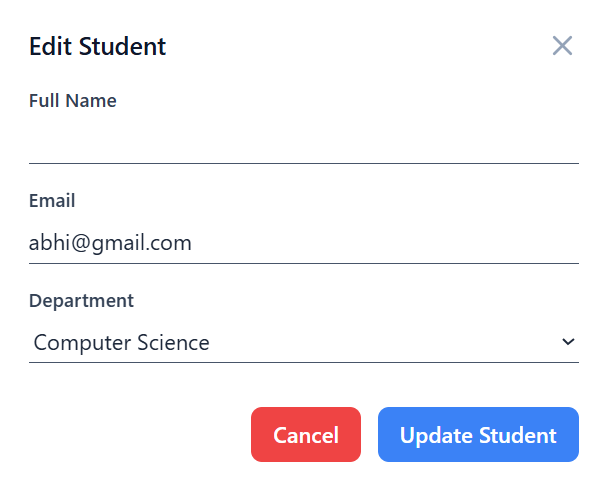 Edit Student
Full Name
Email
abhi@gmail.com
Department
Computer Science
Cancel
Update Student